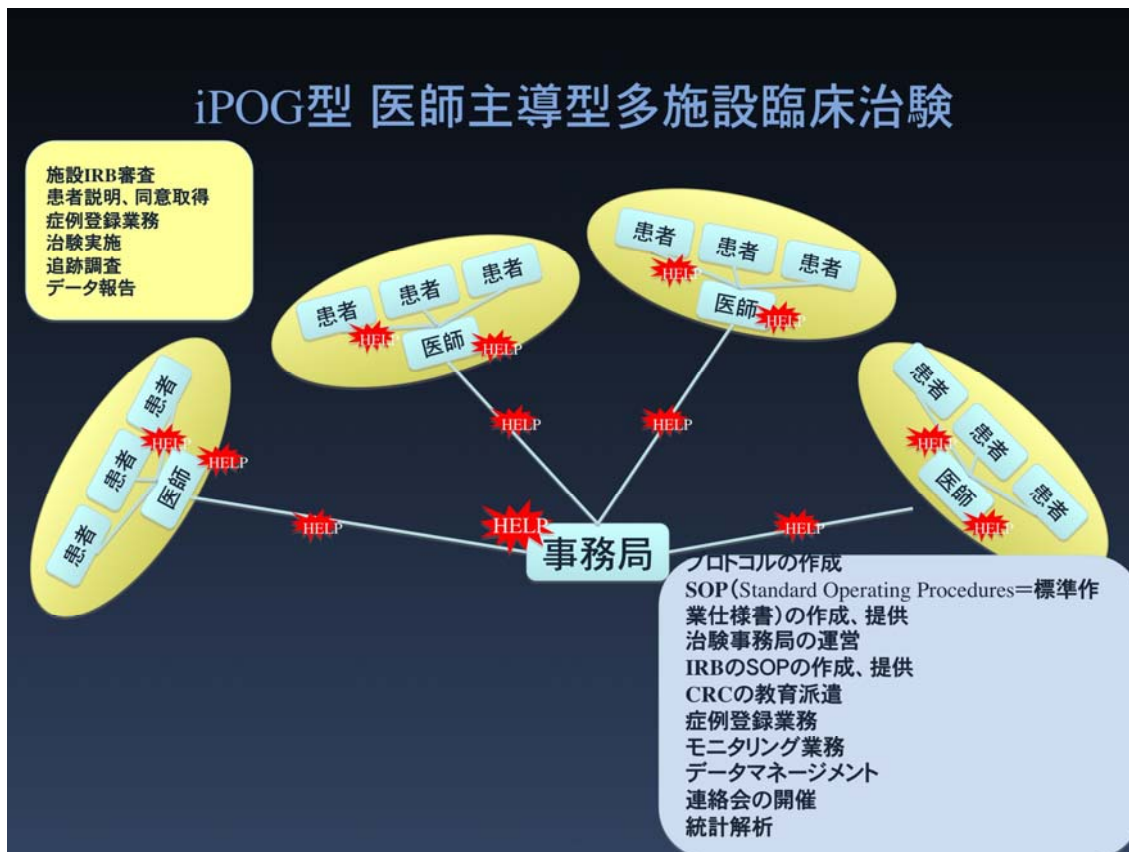 iPOG型 医師主導型多施設臨床治験
施設IRB審査
患者説明、同意取得
症例登録業務
治験実施
追跡調査
データ報告
患者
患者
患者
HELP
医師
HELP
患者
患者
患者
HELP
医師
HELP
患者
患者
患者
HELP
医師
HELP
患者
患者
患者
HELP
医師
HELP
HELP
HELP
HELP
HELP
HELP
事務局
プロトコルの作成
SOP(Standard Operating Procedures=標準作
業仕様書)の作成、提供
治験事務局の運営
IRBのSOPの作成、提供
CRCの教育派遣
症例登録業務
モニタリング業務
データマネージメント
連絡会の開催
統計解析